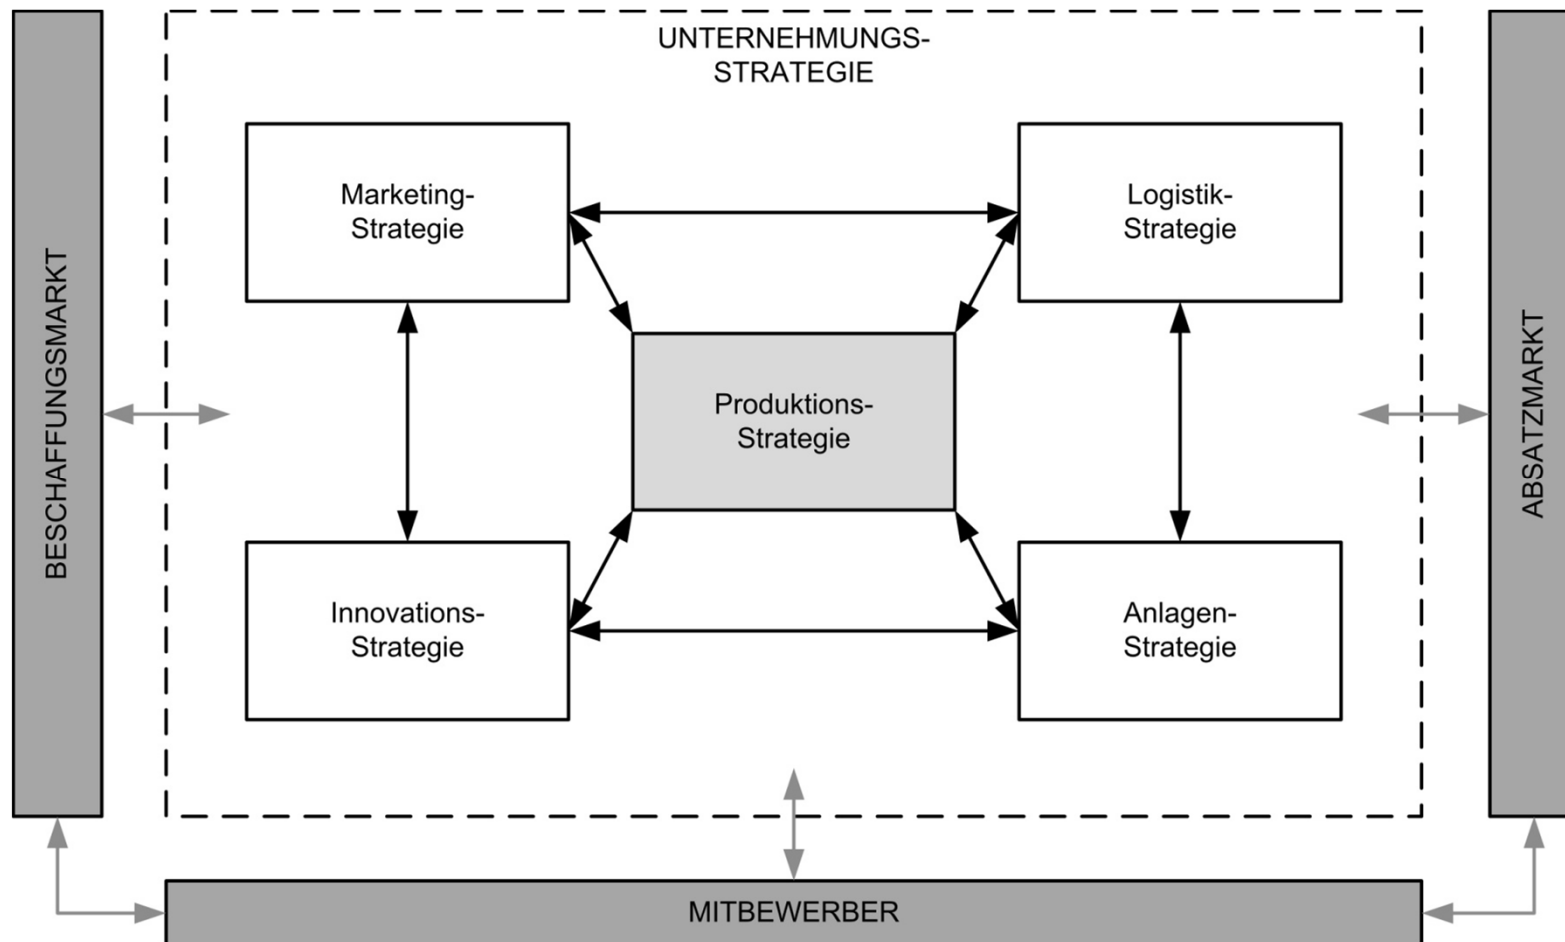 UNTERNEHMUNGS-
STRATEGIE
Marketing-
Strategie
Logistik-
Strategie
BESCHAFFUNGSMARKT
Produktions-
Strategie
ABSATZMARKT
Innovations-
Strategie
Anlagen-
Strategie
MITBEWERBER